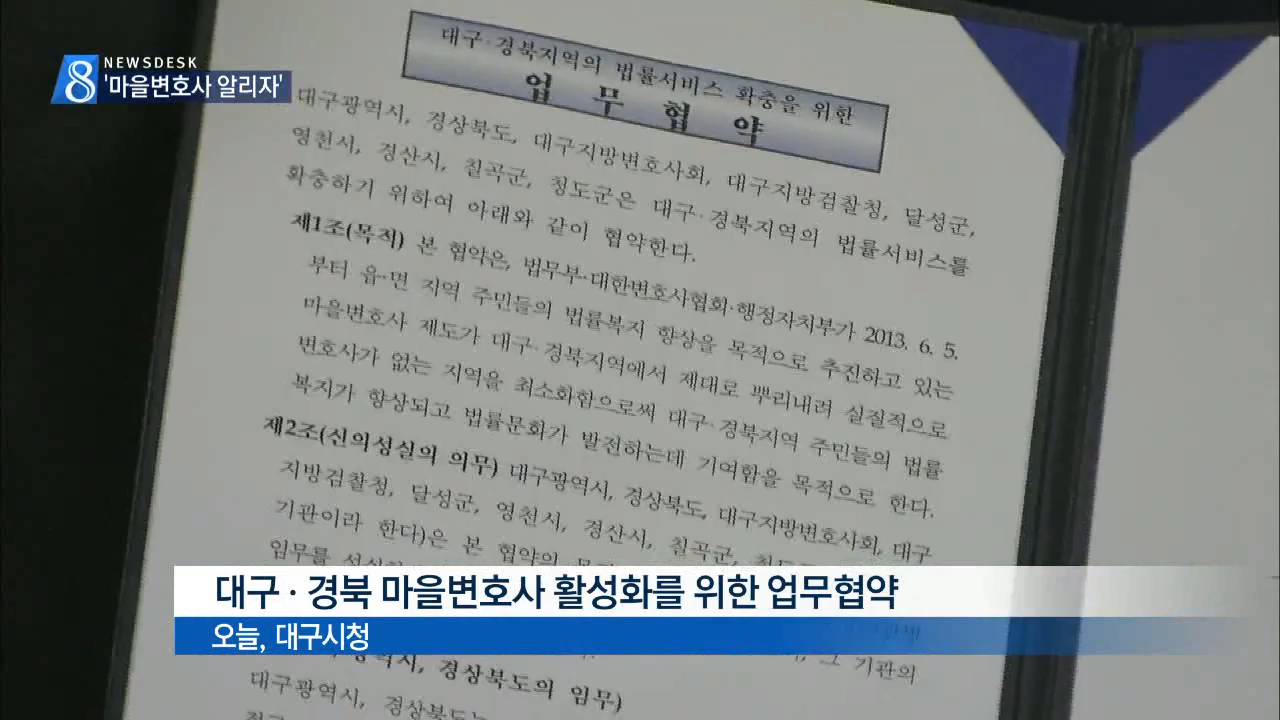 NEWSDESK
8 '마을변호사 알리자'
대구·경북지역의 법률서비스 확충을 위한
업 무 협 약
대구광역시, 경상북도, 대구지방변호사회, 대구지방검찰청, 달성군,
영천시, 경산시, 칠곡군, 청도군은 대구·경북지역의 법률서비스를
확충하기 위하여 아래와 같이 협약한다.
제1조(목적) 본 협약은, 법무부·대한변호사협회·행정자치부가 2013. 6. 5.
부터 읍·면 지역 주민들의 법률복지 향상을 목적으로 추진하고 있는
마을변호사 제도가 대구·경북지역에서 제대로 뿌리내려 실질적으로
변호사가 없는 지역을 최소화함으로써 대구·경북지역 주민들의 법률
복지가 향상되고 법률문화가 발전하는데 기여함을 목적으로 한다.
제2조(신의성실의 의무) 대구광역시, 경상북도, 대구지방변호사회, 대구
지방검찰청, 달성군, 영천시, 경산시, 칠곡군,
기관이라 한다)은 본 협약의
임무를
대구·경북 마을변호사 활성화를 위한 업무협약
오늘, 대구시청
그 기관의
경상북도의 임무)
대구광역시, 경상북도는